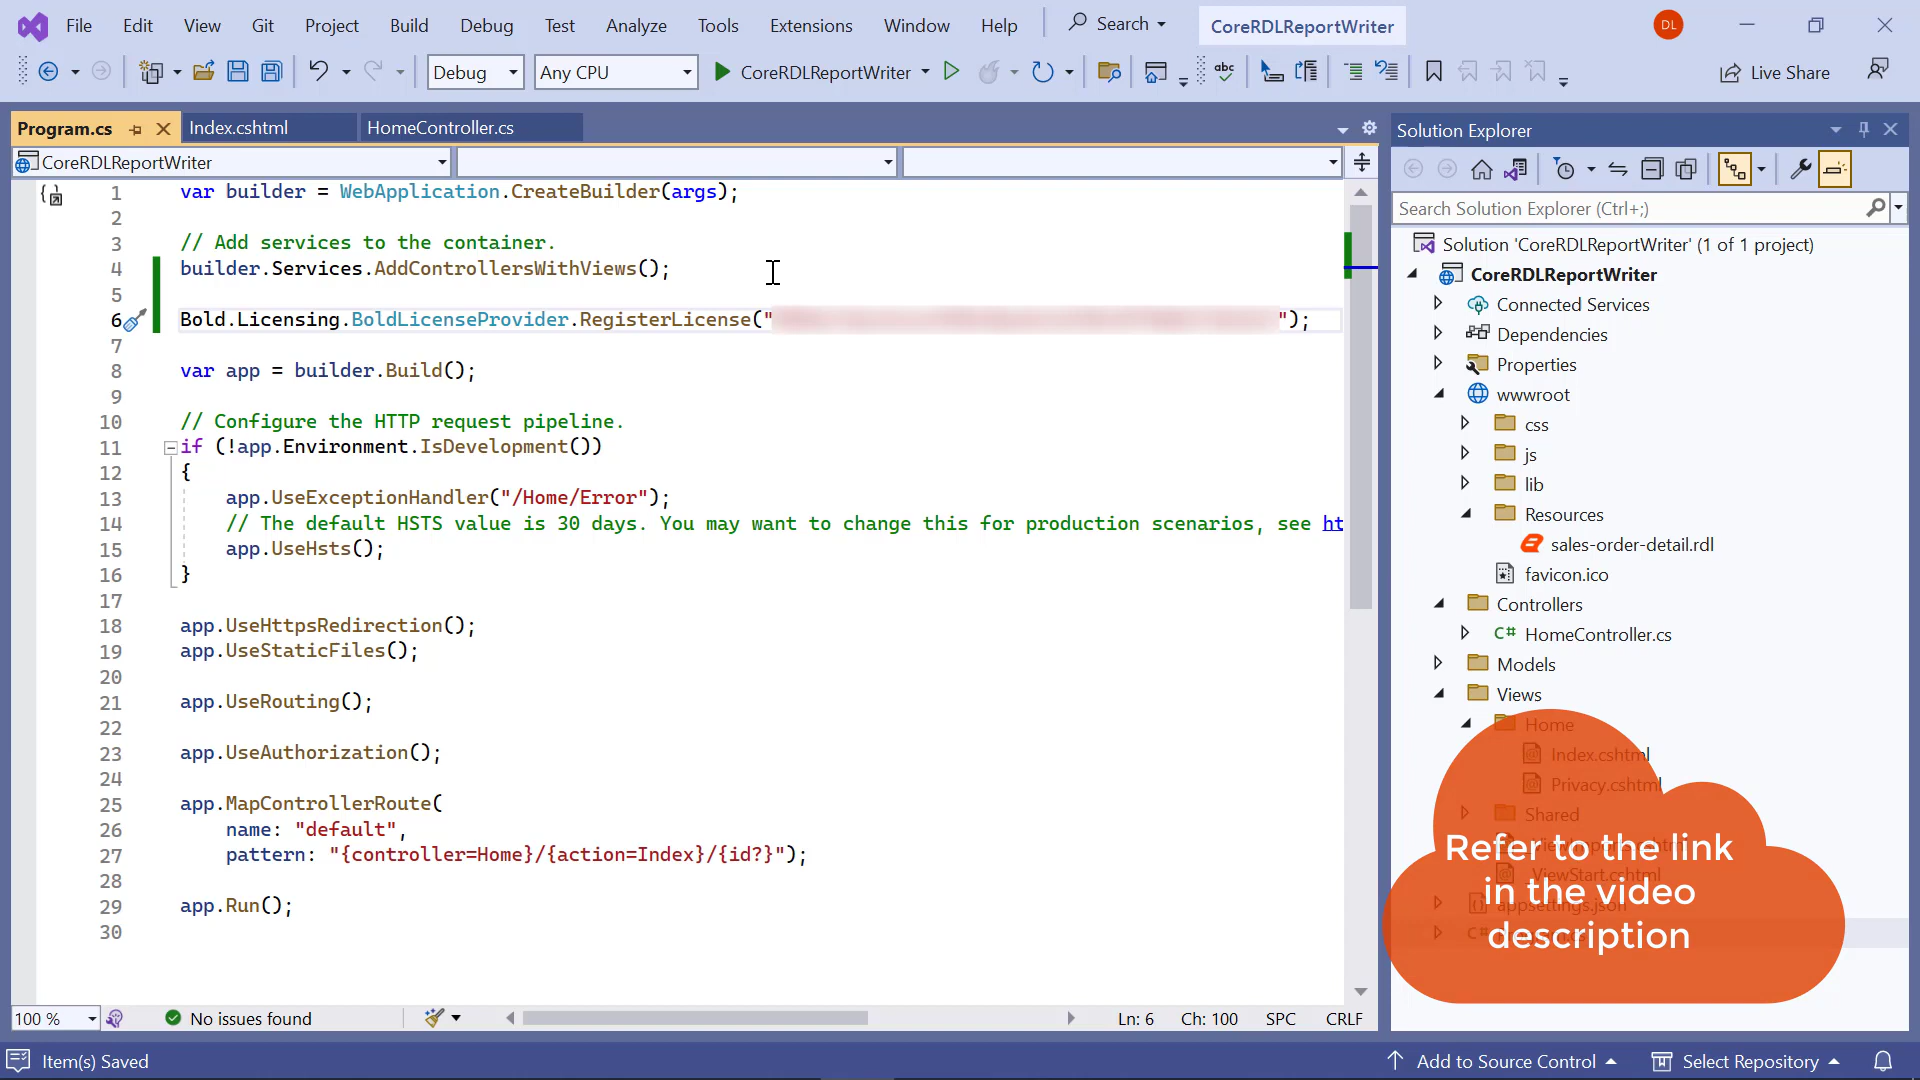 File Edit View Git Project Build Debug Test Analyze Tools Extensions Window Help Search CoreRDLReportWriter DL
Debug Any CPU CoreRDLReportWriter Live Share
Program.cs Index.cshtml HomeController.cs
CoreRDLReportWriter
1 var builder = WebApplication.CreateBuilder(args);
2
3 // Add services to the container.
4 builder.Services.AddControllersWithViews();
5
6 Bold.Licensing.BoldLicenseProvider.RegisterLicense(" ");
7
8 var app = builder.Build();
9
10 // Configure the HTTP request pipeline.
11 if (!app.Environment.IsDevelopment())
12 {
13 app.UseExceptionHandler("/Home/Error");
14 // The default HSTS value is 30 days. You may want to change this for production scenarios, see ht
15 app.UseHsts();
16 }
17
18 app.UseHttpsRedirection();
19 app.UseStaticFiles();
20
21 app.UseRouting();
22
23 app.UseAuthorization();
24
25 app.MapControllerRoute(
26 name: "default",
27 pattern: "{controller=Home}/{action=Index}/{id?}");
28
29 app.Run();
30
100 % No issues found Ln: 6 Ch: 100 SPC CRLF
Solution Explorer
Search Solution Explorer (Ctrl+;)
Solution 'CoreRDLReportWriter' (1 of 1 project)
CoreRDLReportWriter
Connected Services
Dependencies
Properties
wwwroot
css
js
lib
Resources
sales-order-detail.rdl
favicon.ico
Controllers
C# HomeController.cs
Models
Views
Home
Index.cshtml
Privacy.cshtml
Shared
appsettings.json
Refer to the link
in the video
description
Item(s) Saved Add to Source Control Select Repository